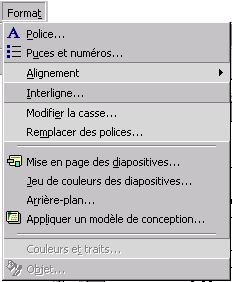 Format
Police...
Puces et numéros...
Alignement
Interligne...
Modifier la casse...
Remplacer des polices...
Mise en page des diapositives...
Jeu de couleurs des diapositives...
Arrière-plan...
Appliquer un modèle de conception...
Couleurs et traits...
Objet...